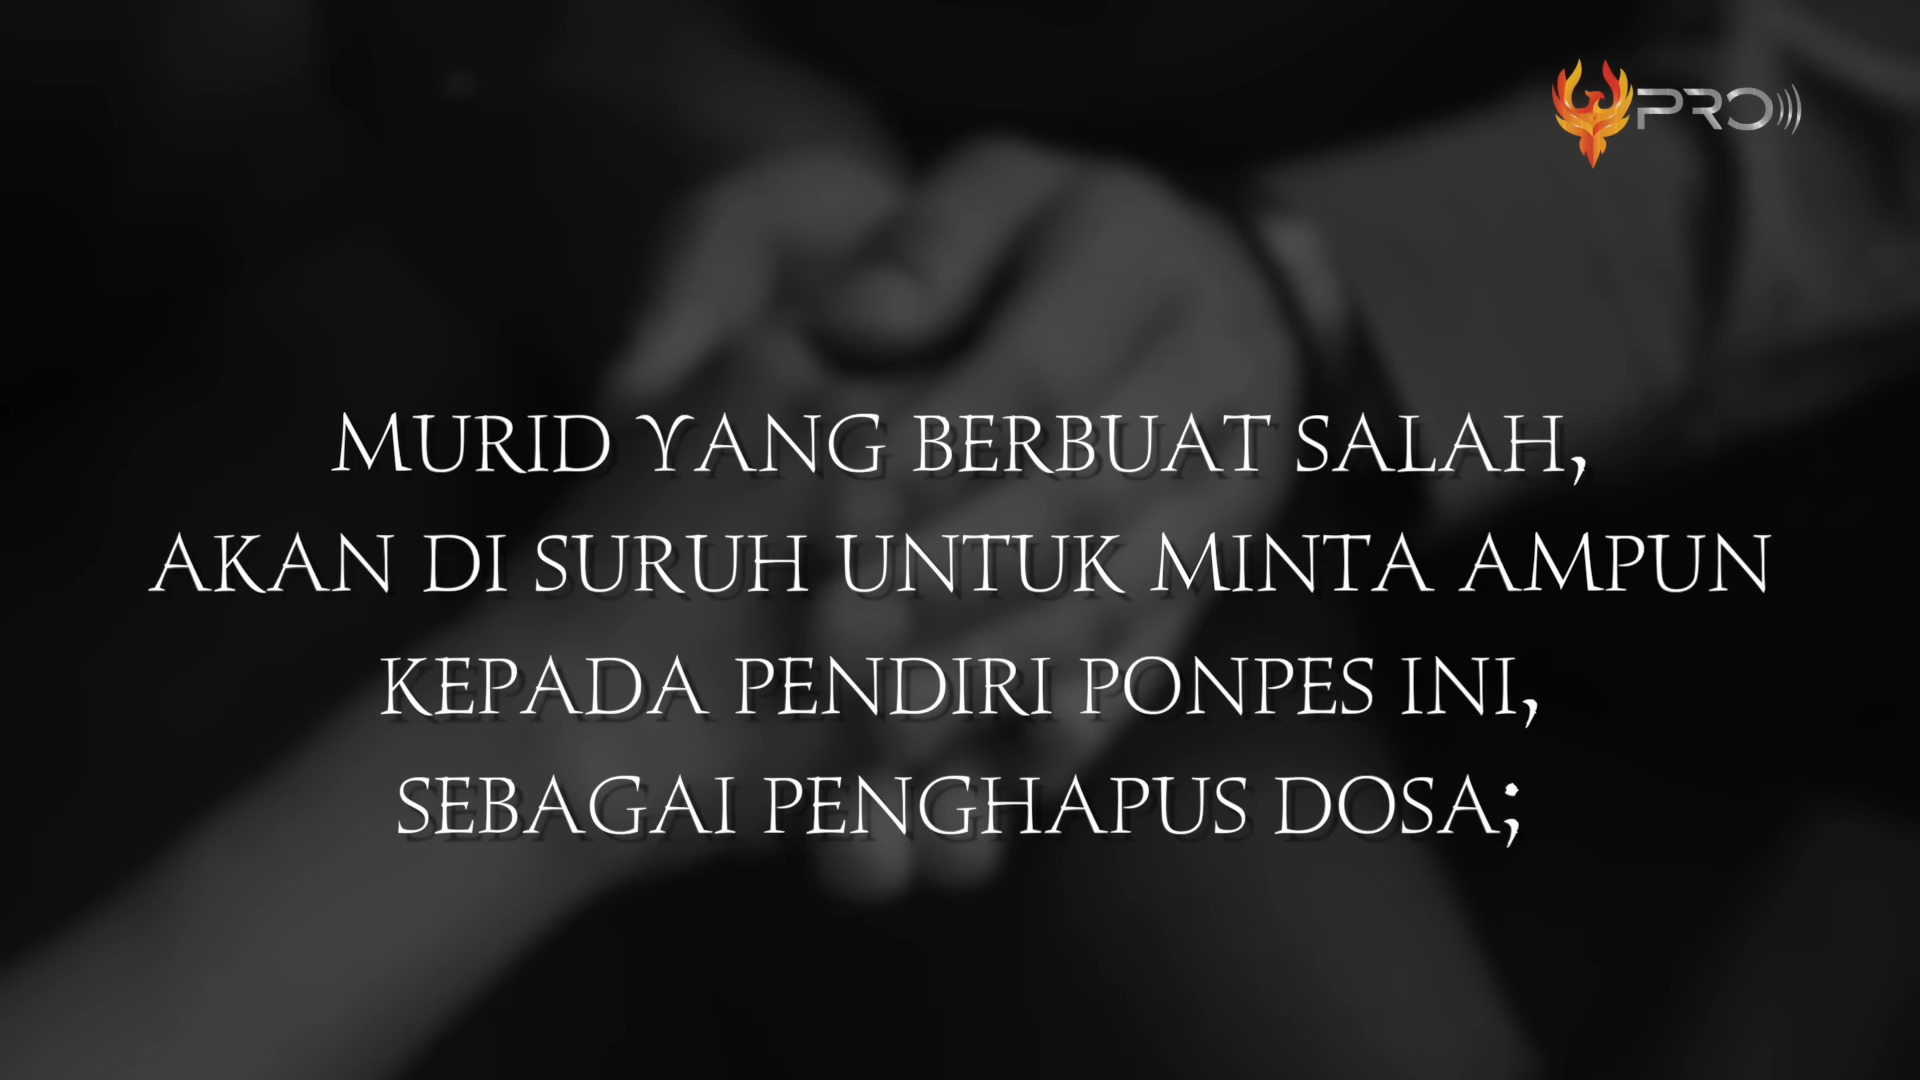 PRO
MURID YANG BERBUAT SALAH,
AKAN DI SURUH UNTUK MINTA AMPUN
KEPADA PENDIRI PONPES INI,
SEBAGAI PENGHAPUS DOSA;